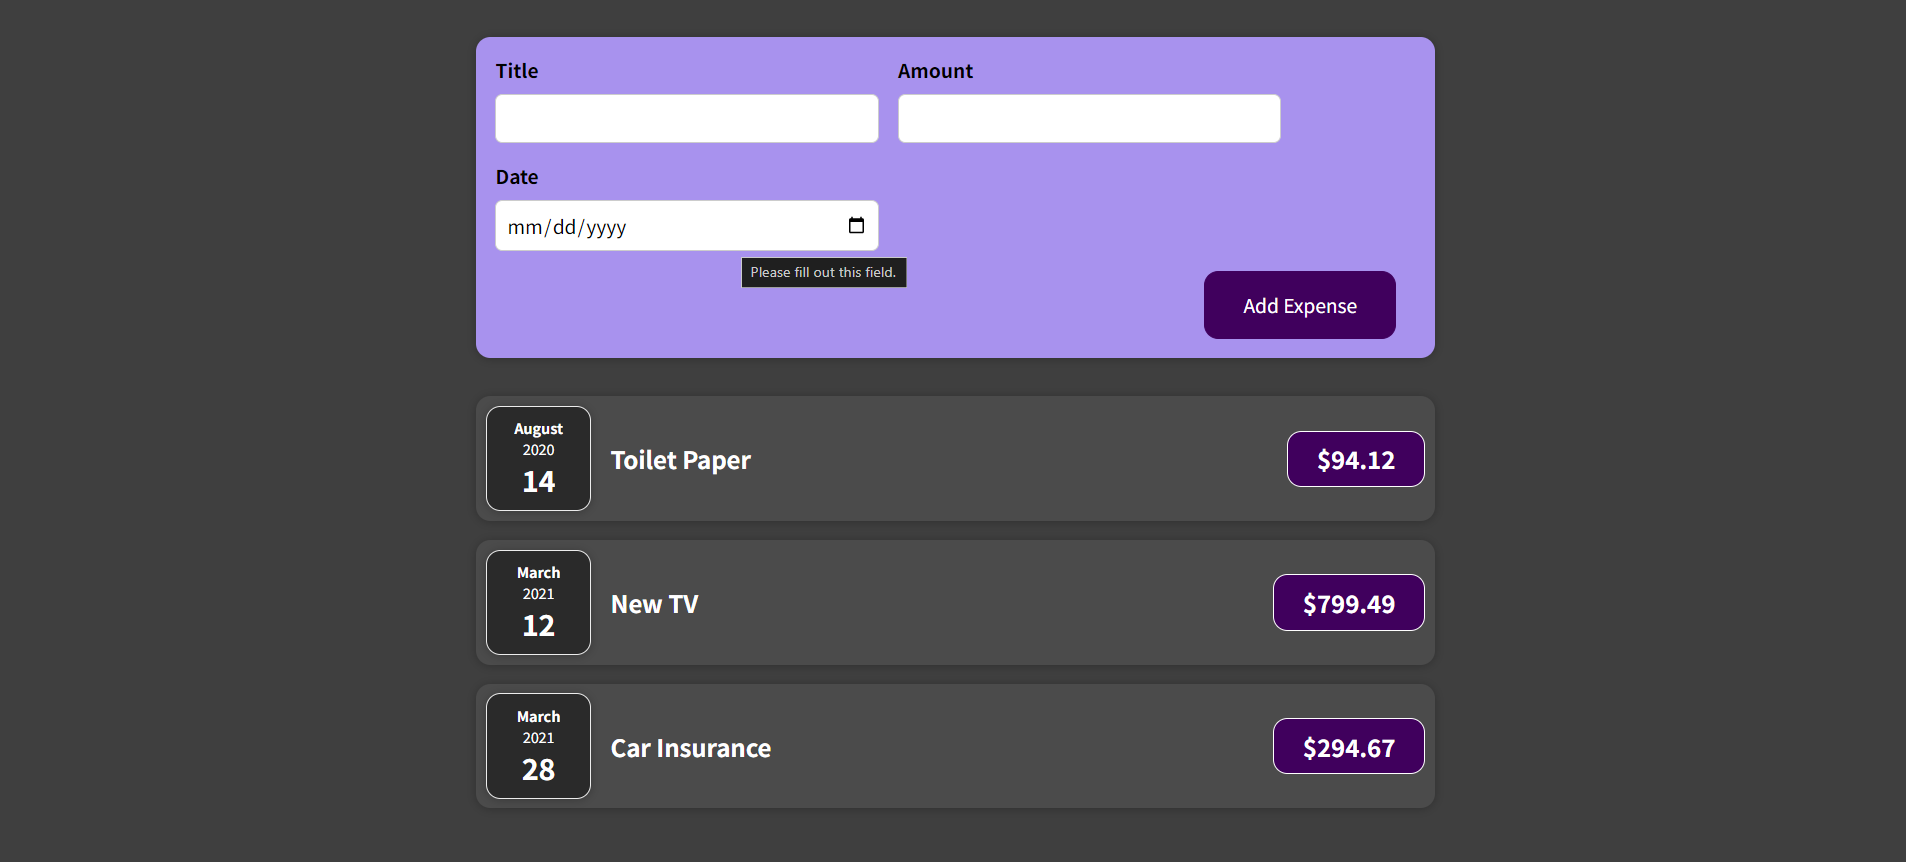 Title
Amount
Date
mm/dd/yyyy
Please fill out this field.
Add Expense
August
2020
14
Toilet Paper
$94.12
March
2021
12
New TV
$799.49
March
2021
28
Car Insurance
$294.67